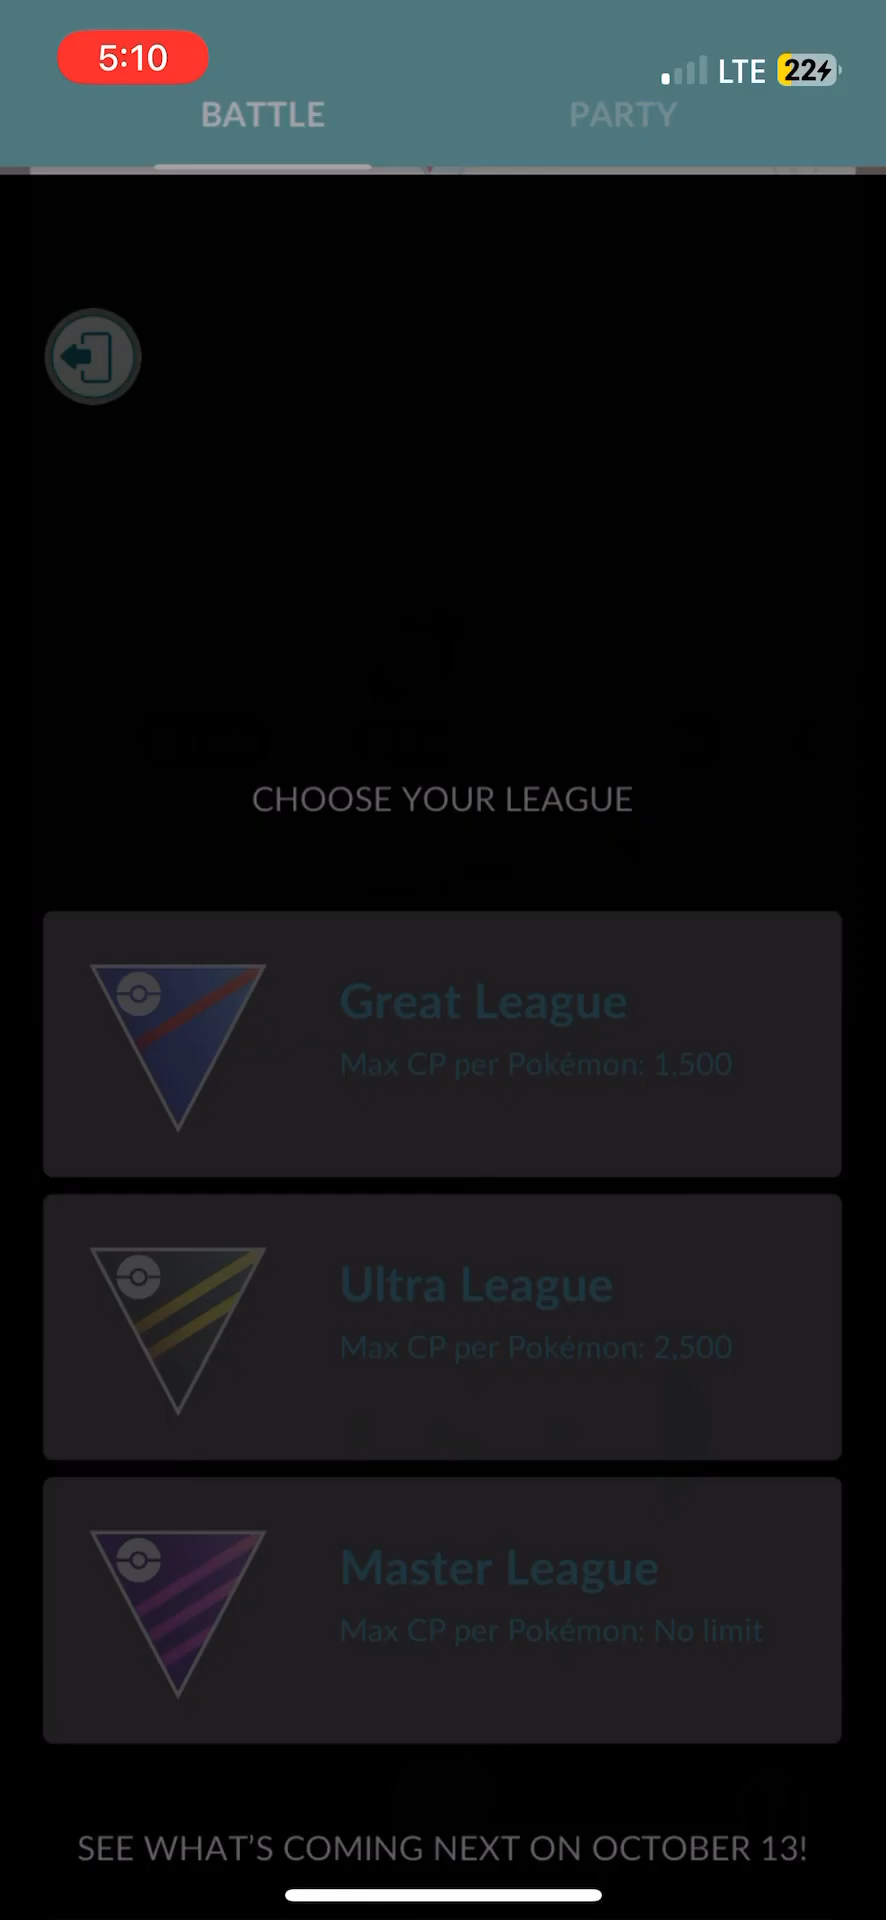 5:10
LTE
22
BATTLE
PARTY
CHOOSE YOUR LEAGUE
Great League
Max CP per Pokémon: 1,500
Ultra League
Max CP per Pokémon: 2,500
Master League
Max CP per Pokémon: No limit
SEE WHAT'S COMING NEXT ON OCTOBER 13!